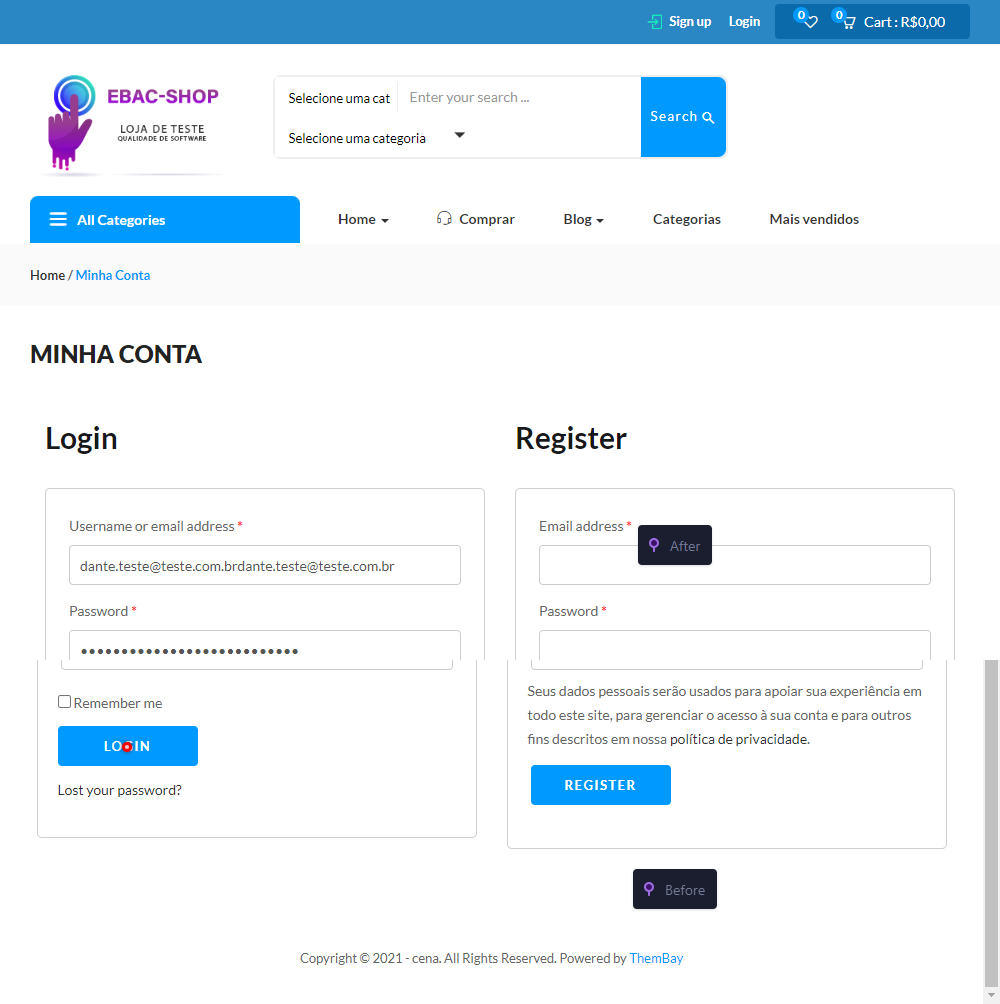 Sign up Login 0 0 Cart : R$0,00
EBAC-SHOP
LOJA DE TESTE
QUALIDADE DE SOFTWARE
Selecione uma cat Enter your search ...
Search
Selecione uma categoria
All Categories Home Comprar Blog Categorias Mais vendidos
Home / Minha Conta
MINHA CONTA
Login
Username or email address *
dante.teste@teste.com.brdante.teste@teste.com.br
Password *
•••••••••••••••••••••••••••
Remember me
LOGIN
Lost your password?
Register
Email address *
After
Password *
Seus dados pessoais serão usados para apoiar sua experiência em
todo este site, para gerenciar o acesso à sua conta e para outros
fins descritos em nossa política de privacidade.
REGISTER
Before
Copyright © 2021 - cena. All Rights Reserved. Powered by ThemBay